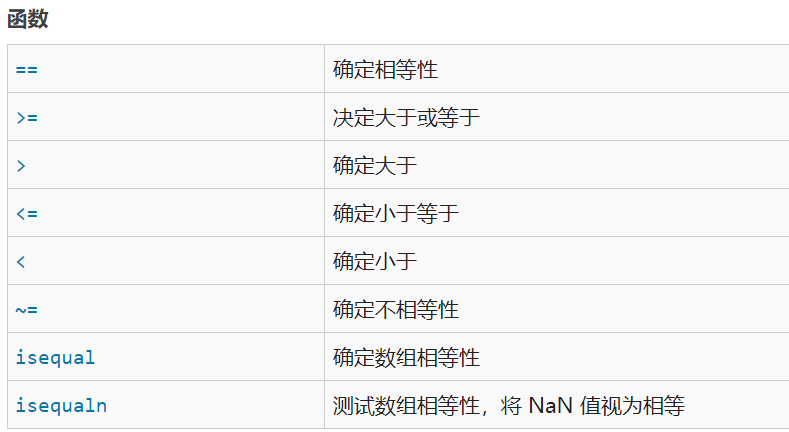 函数
== 确定相等性
>= 决定大于或等于
> 确定大于
<= 确定小于等于
< 确定小于
~= 确定不相等性
isequal 确定数组相等性
isequaln 测试数组相等性，将 NaN 值视为相等